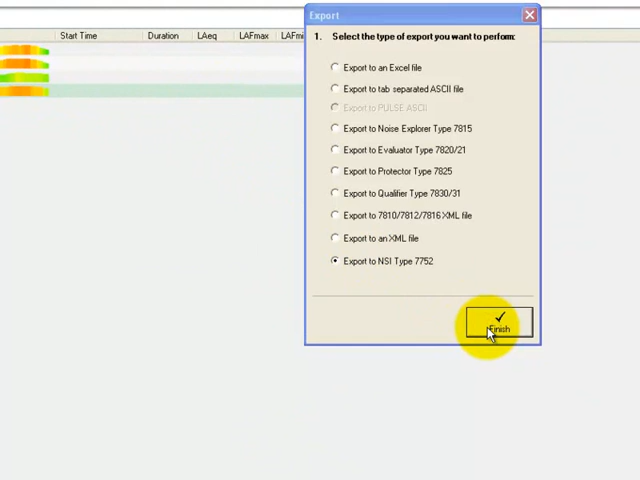 Export
Start Time Duration LAeq LAFmax LAFmi
1. Select the type of export you want to perform:
Export to an Excel file
Export to tab separated ASCII file
Export to PULSE ASCII
Export to Noise Explorer Type 7815
Export to Evaluator Type 7820/21
Export to Protector Type 7825
Export to Qualifier Type 7830/31
Export to 7810/7812/7816 XML file
Export to an XML file
Export to NSI Type 7752
Finish